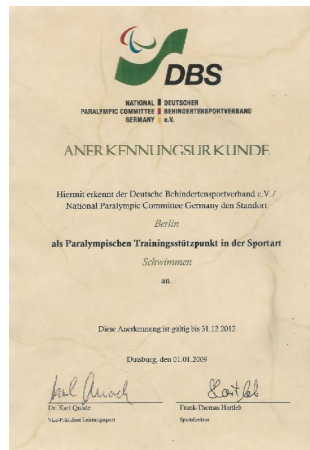 DBS
NATIONAL DEUTSCHER
PARALYMPIC COMMITTEE BEHINDERTENSPORTVERBAND
GERMANY e.V.
ANERKENNUNGSURKUNDE
Hiermit erkennt der Deutsche Behindertensportverband e.V./
National Paralympic Committee Germany den Standort
Berlin
als Paralympischen Trainingsstützpunkt in der Sportart
Schwimmen
an.
Diese Anerkennung ist gültig bis 31.12.2012
Duisburg, den 01.01.2009
Dr. Karl Quade Frank-Thomas Hartleb
Vize-Präsident Leistungssport Sportdirektor